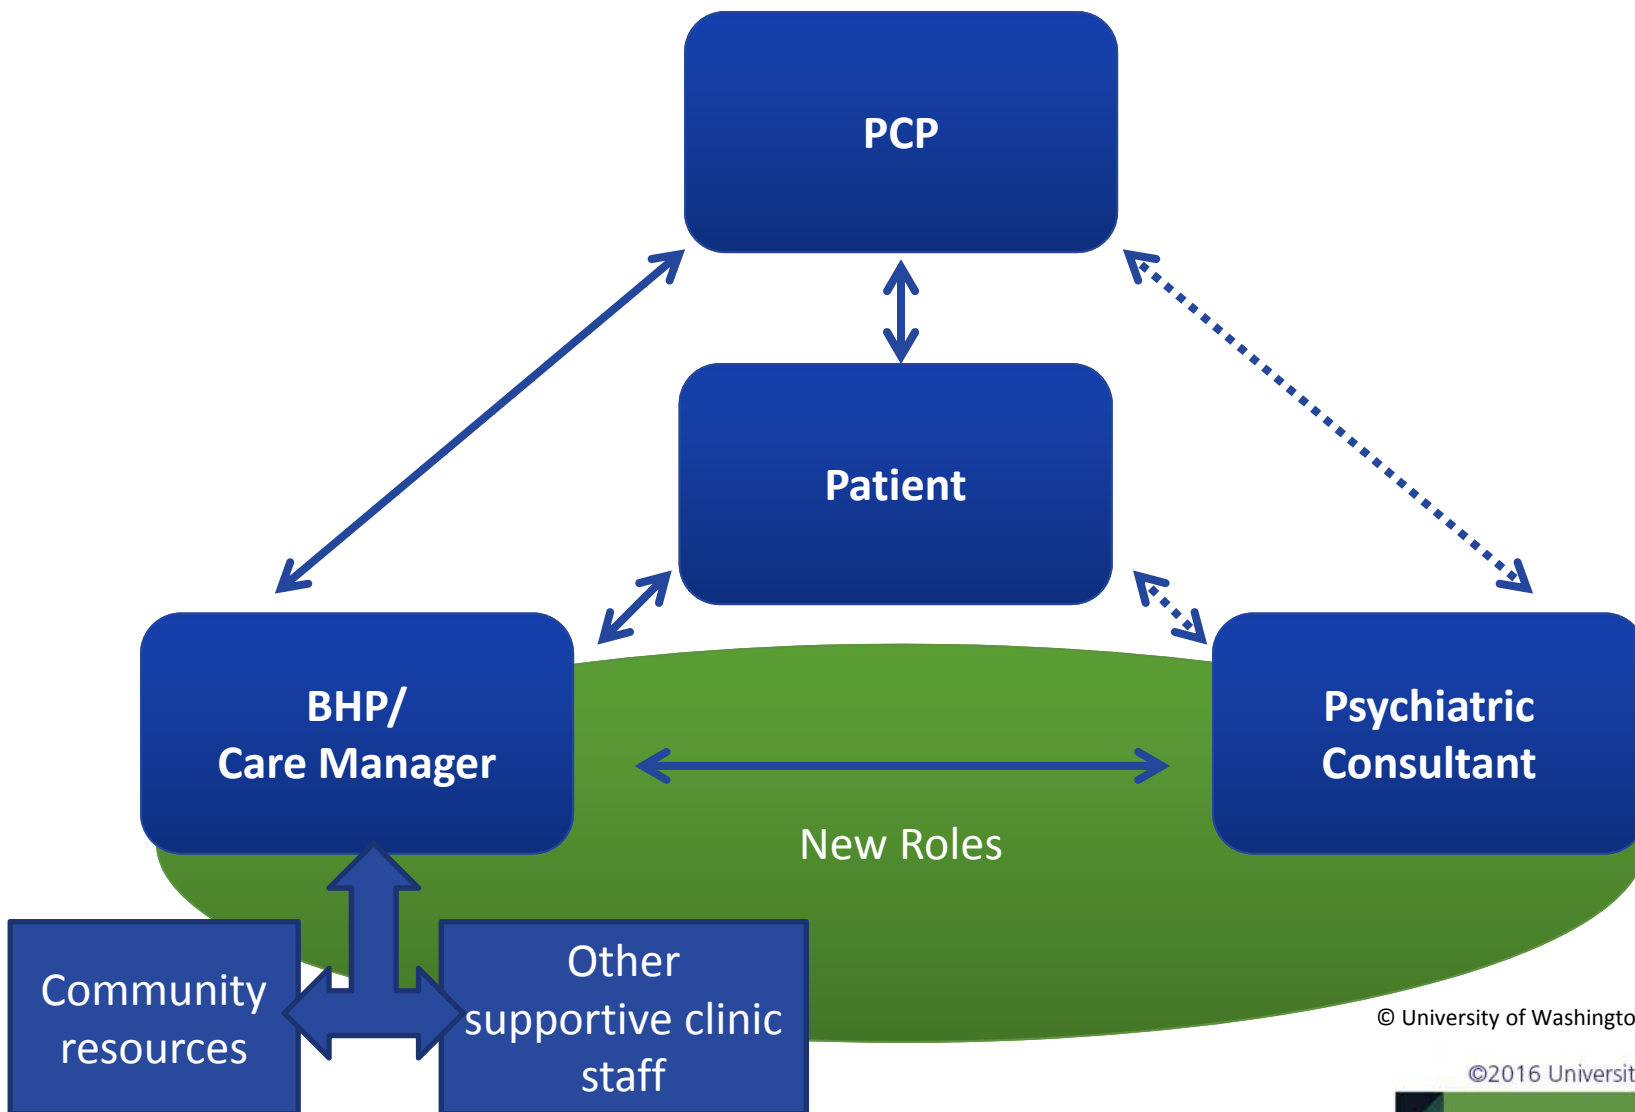 PCP
Patient
BHP/
Care Manager
Psychiatric
Consultant
New Roles
Community
resources
Other
supportive clinic
staff
© University of Washingto
©2016 Universit